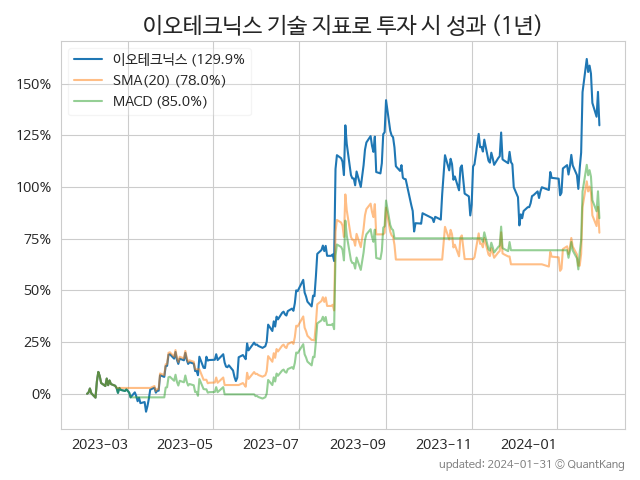 이오테크닉스 기술 지표로 투자 시 성과 (1년)
이오테크닉스 (129.9%
SMA(20) (78.0%)
MACD (85.0%)
150%
125%
100%
75%
50%
25%
0%
2023-03 2023-05 2023-07 2023-09 2023-11 2024-01
updated: 2024-01-31 © QuantKang